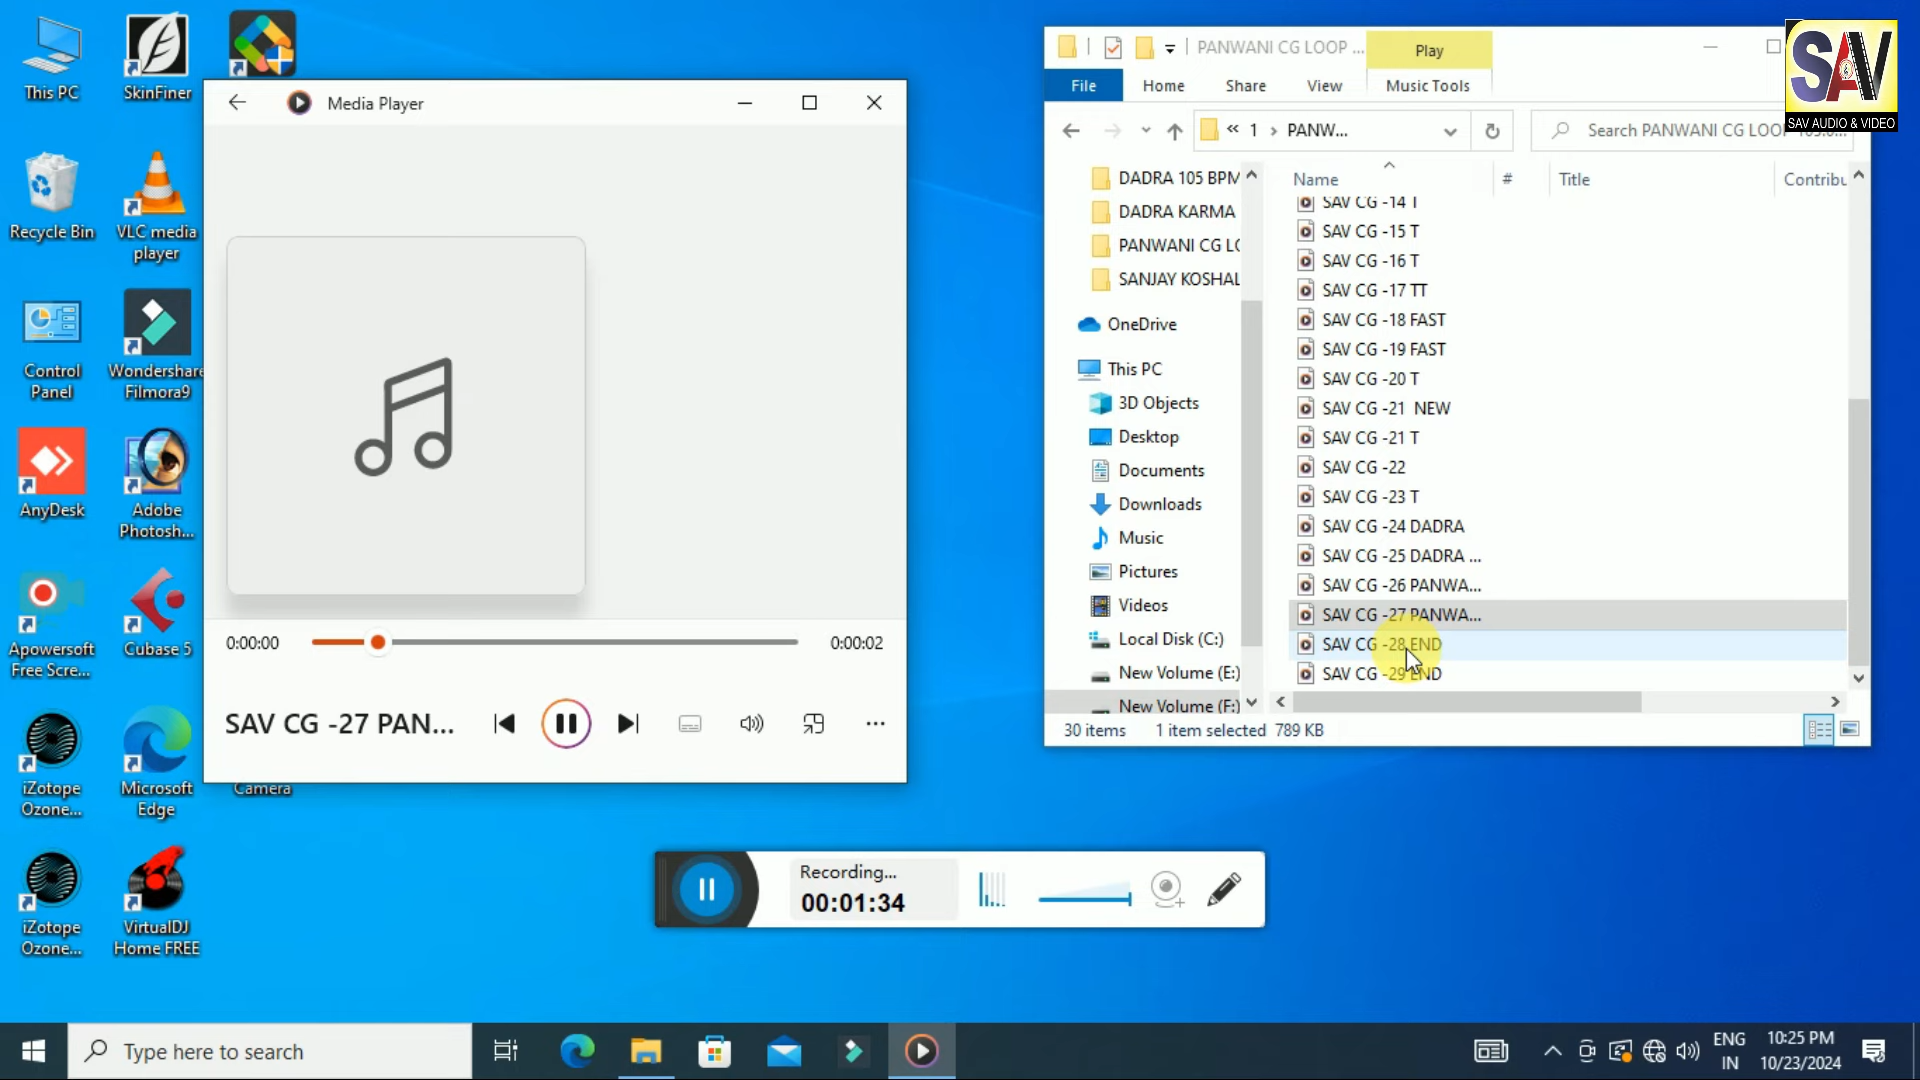 This PC
SkinFiner
Recycle Bin
VLC media
player
Control
Panel
Wondershare
Filmora9
AnyDesk
Adobe
Photosh...
Apowersoft
Free Scre...
Cubase 5
iZotope
Ozone...
Microsoft
Edge
Camera
iZotope
Ozone...
VirtualDJ
Home FREE
Media Player
0:00:00
0:00:02
SAV CG -27 PAN...
PANWANI CG LOOP ...
Play
File
Home
Share
View
Music Tools
« 1 › PANW...
Search PANWANI CG LOOP
SAV
SAV AUDIO & VIDEO
DADRA 105 BPM
DADRA KARMA
PANWANI CG LO
SANJAY KOSHAL
OneDrive
This PC
3D Objects
Desktop
Documents
Downloads
Music
Pictures
Videos
Local Disk (C:)
New Volume (E:)
New Volume (F:)
Name
#
Title
Contribu
SAV CG -14 T
SAV CG -15 T
SAV CG -16 T
SAV CG -17 TT
SAV CG -18 FAST
SAV CG -19 FAST
SAV CG -20 T
SAV CG -21  NEW
SAV CG -21 T
SAV CG -22
SAV CG -23 T
SAV CG -24 DADRA
SAV CG -25 DADRA ...
SAV CG -26 PANWA...
SAV CG -27 PANWA...
SAV CG -28 END
SAV CG -29 END
30 items
1 item selected 789 KB
Recording...
00:01:34
Type here to search
ENG
IN
10:25 PM
10/23/2024